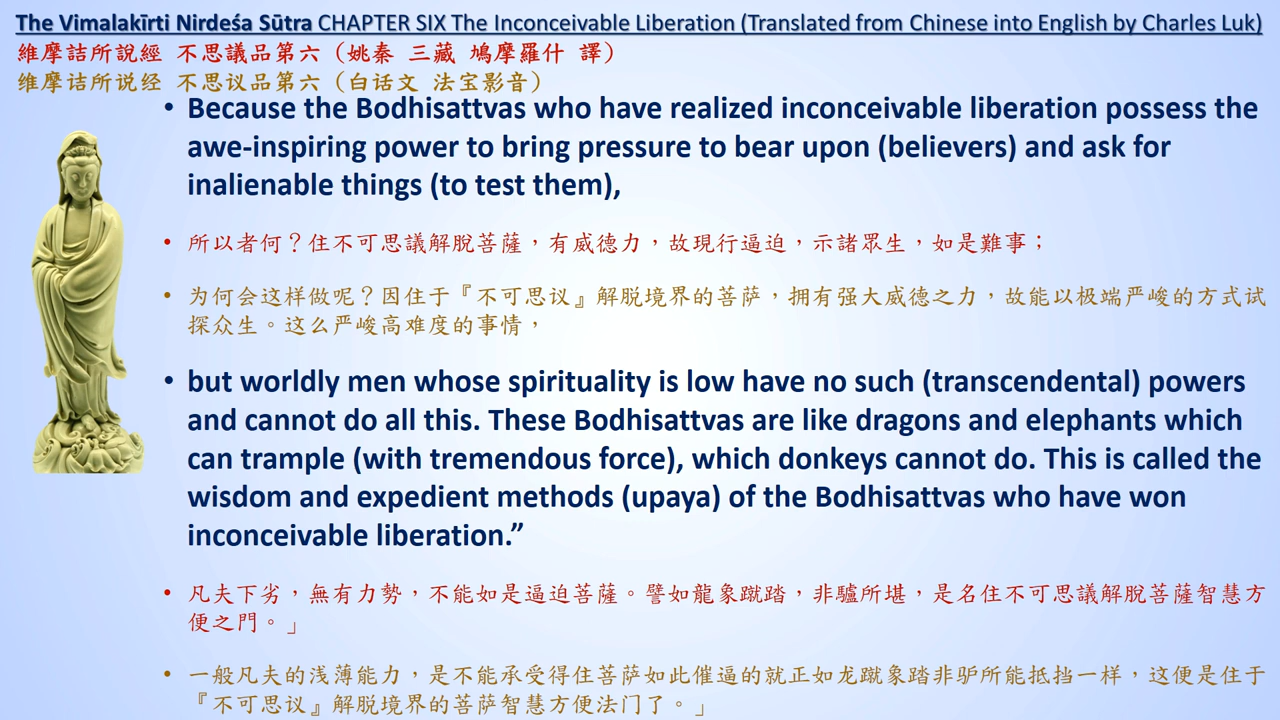 The Vimalakīrti Nirdeśa Sūtra CHAPTER SIX The Inconceivable Liberation (Translated from Chinese into English by Charles Luk)
維摩詰所說經 不思議品第六（姚秦 三藏 鳩摩羅什 譯）
维摩诘所说经 不思议品第六（白话文 法宝影音）
• Because the Bodhisattvas who have realized inconceivable liberation possess the
awe-inspiring power to bring pressure to bear upon (believers) and ask for
inalienable things (to test them),
• 所以者何？住不可思議解脫菩薩，有威德力，故現行逼迫，示諸眾生，如是難事；
• 为何会这样做呢？因住于『不可思议』解脱境界的菩萨，拥有强大威德之力，故能以极端严峻的方式试
探众生。这么严峻高难度的事情，
• but worldly men whose spirituality is low have no such (transcendental) powers
and cannot do all this. These Bodhisattvas are like dragons and elephants which
can trample (with tremendous force), which donkeys cannot do. This is called the
wisdom and expedient methods (upaya) of the Bodhisattvas who have won
inconceivable liberation.”
• 凡夫下劣，無有力勢，不能如是逼迫菩薩。譬如龍象蹴踏，非驢所堪，是名住不可思議解脫菩薩智慧方
便之門。」
• 一般凡夫的浅薄能力，是不能承受得住菩萨如此催逼的就正如龙蹴象踏非驴所能抵挡一样，这便是住于
『不可思议』解脱境界的菩萨智慧方便法门了。」